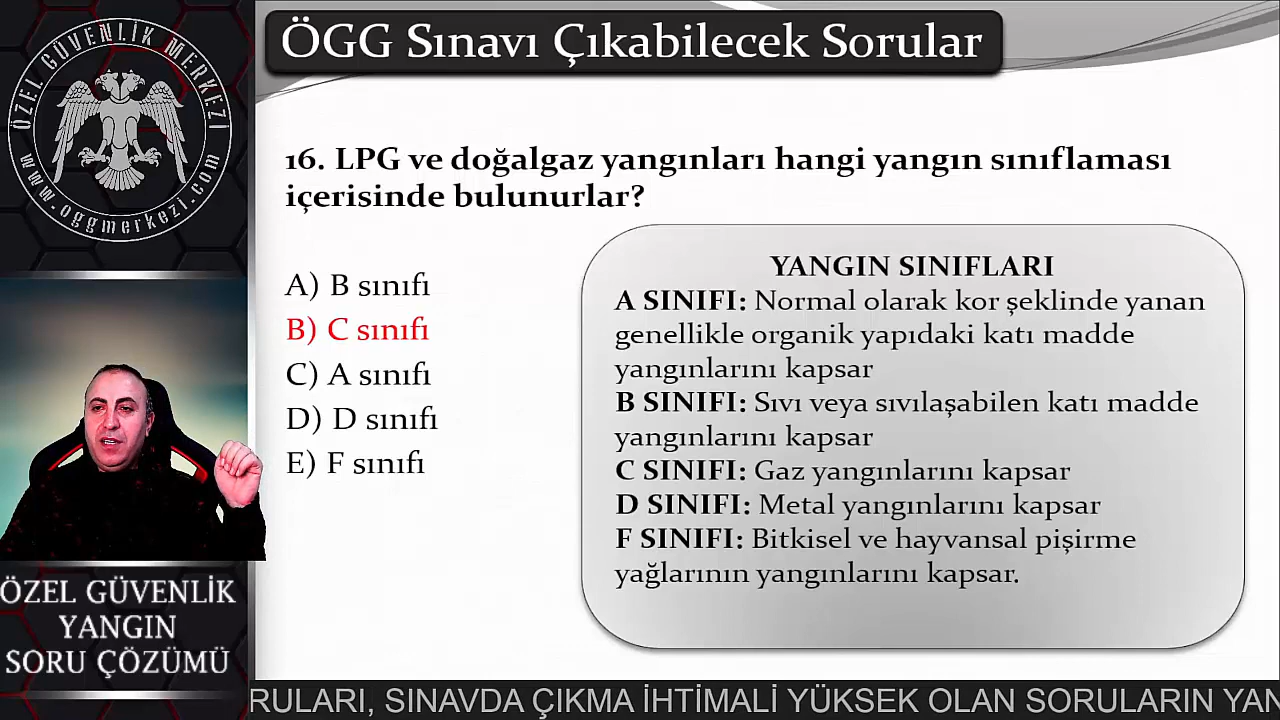 ÖZEL GÜVENLİK MERKEZİ
www.oggmerkezi.com
ÖGG Sınavı Çıkabilecek Sorular
16. LPG ve doğalgaz yangınları hangi yangın sınıflaması
içerisinde bulunurlar?
A) B sınıfı
B) C sınıfı
C) A sınıfı
D) D sınıfı
E) F sınıfı
YANGIN SINIFLARI
A SINIFI: Normal olarak kor şeklinde yanan
genellikle organik yapıdaki katı madde
yangınlarını kapsar
B SINIFI: Sıvı veya sıvılaşabilen katı madde
yangınlarını kapsar
C SINIFI: Gaz yangınlarını kapsar
D SINIFI: Metal yangınlarını kapsar
F SINIFI: Bitkisel ve hayvansal pişirme
yağlarının yangınlarını kapsar.
ÖZEL GÜVENLİK
YANGIN
SORU ÇÖZÜMÜ
RULARI, SINAVDA ÇIKMA İHTİMALİ YÜKSEK OLAN SORULARIN YAN